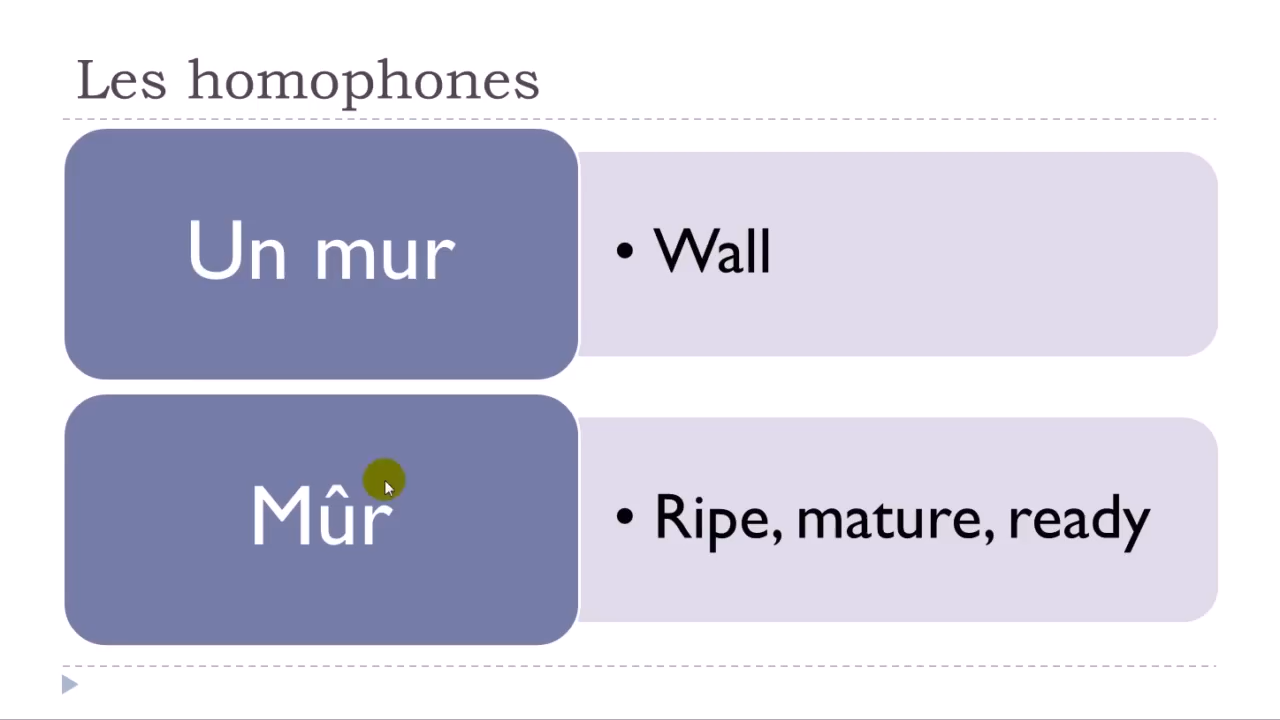 Les homophones
Un mur
• Wall
Mûr
• Ripe, mature, ready